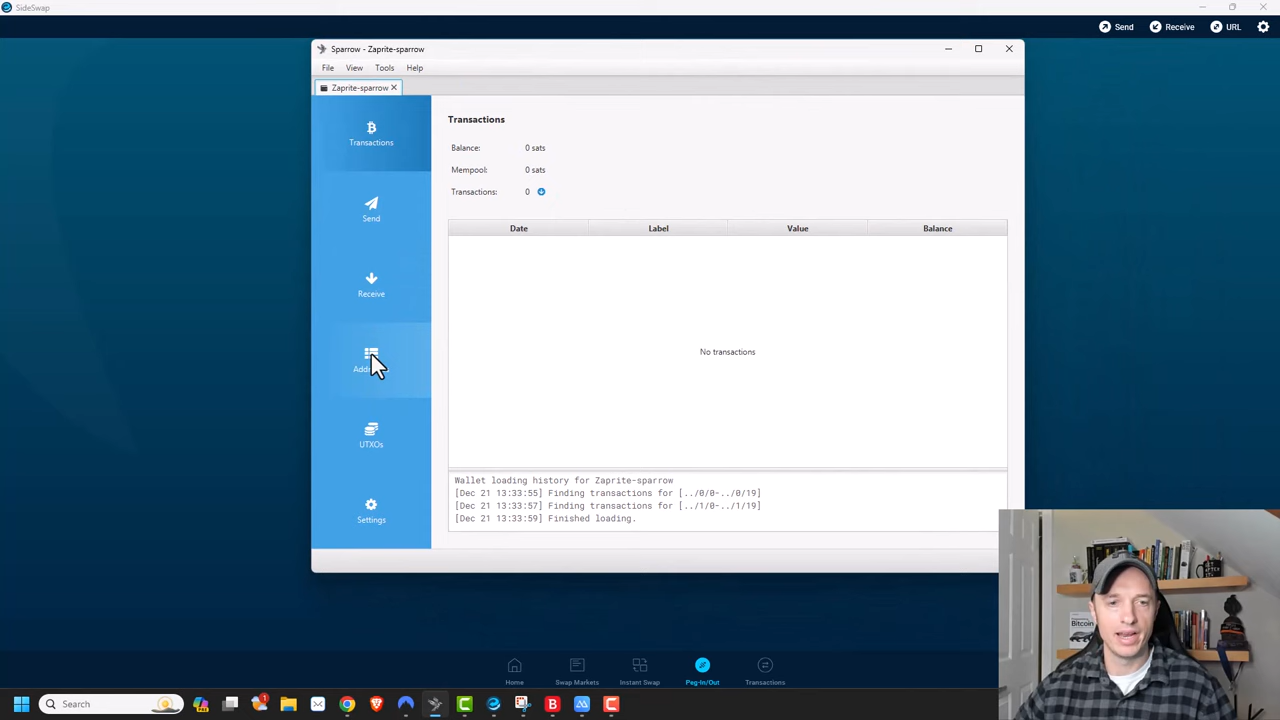 SideSwap
Send Receive URL
Sparrow - Zaprite-sparrow
File View Tools Help
Zaprite-sparrow
Transactions
Send
Receive
UTXOs
Settings
Transactions
Balance: 0 sats
Mempool: 0 sats
Transactions: 0
Date Label Value Balance
No transactions
Wallet loading history for Zaprite-sparrow
[Dec 21 13:33:55] Finding transactions for [../0/0-../0/19]
[Dec 21 13:33:57] Finding transactions for [../1/0-../1/19]
[Dec 21 13:33:59] Finished loading.
Home Swap Markets Instant Swap Peg-In/Out Transactions
Search
Bitcoin